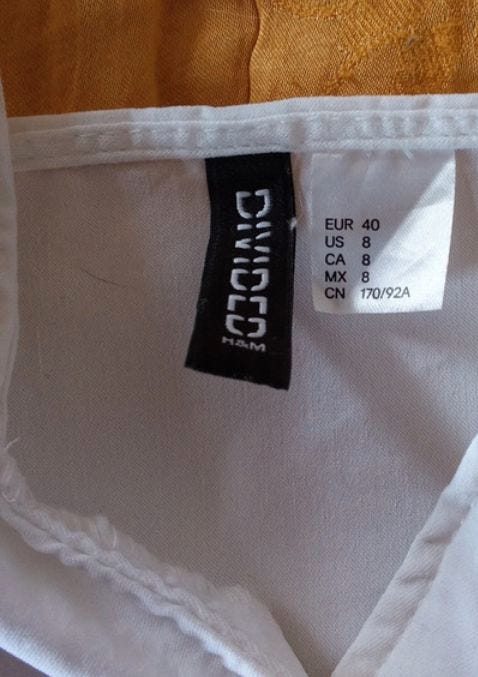 DIVIDED
H&M
EUR 40
US 8
CA 8
MX 8
CN 170/92A